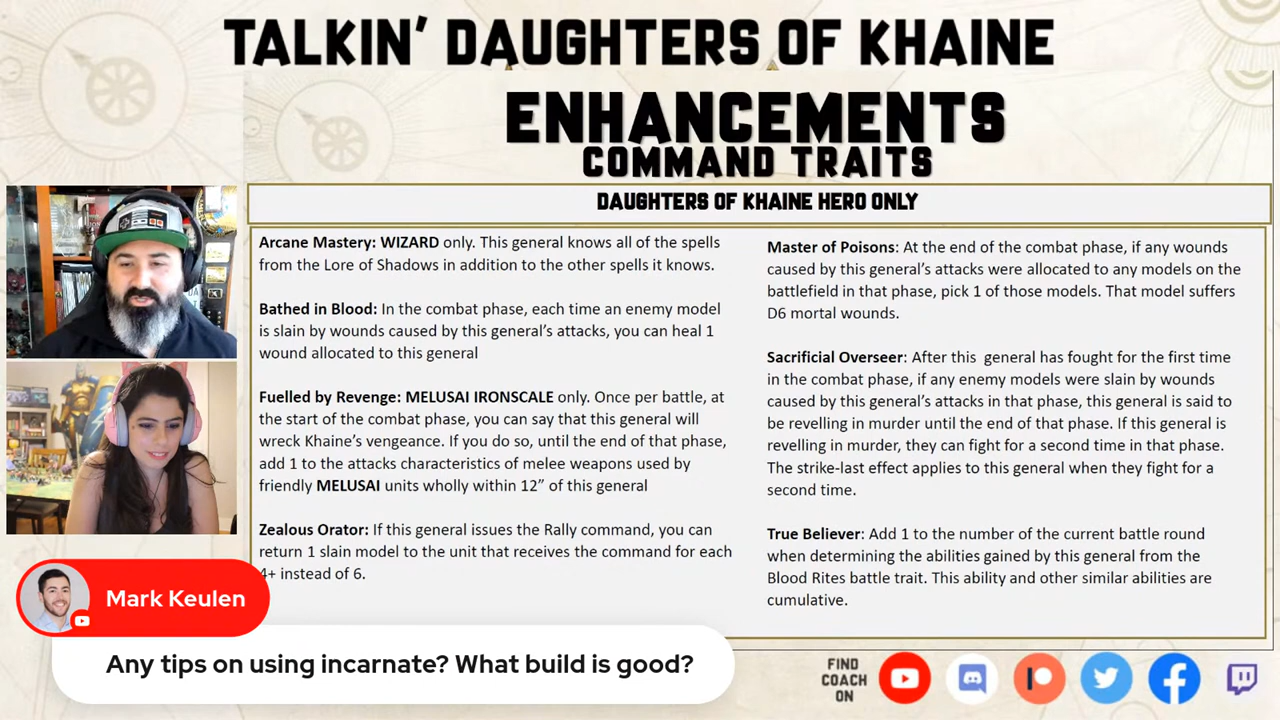 TALKIN' DAUGHTERS OF KHAINE
ENHANCEMENTS
COMMAND TRAITS
DAUGHTERS OF KHAINE HERO ONLY
Arcane Mastery: WIZARD only. This general knows all of the spells
from the Lore of Shadows in addition to the other spells it knows.
Bathed in Blood: In the combat phase, each time an enemy model
is slain by wounds caused by this general's attacks, you can heal 1
wound allocated to this general
Fuelled by Revenge: MELUSAI IRONSCALE only. Once per battle, at
the start of the combat phase, you can say that this general will
wreck Khaine's vengeance. If you do so, until the end of that phase,
add 1 to the attacks characteristics of melee weapons used by
friendly MELUSAI units wholly within 12" of this general
Zealous Orator: If this general issues the Rally command, you can
return 1 slain model to the unit that receives the command for each
4+ instead of 6.
Master of Poisons: At the end of the combat phase, if any wounds
caused by this general's attacks were allocated to any models on the
battlefield in that phase, pick 1 of those models. That model suffers
D6 mortal wounds.
Sacrificial Overseer: After this general has fought for the first time
in the combat phase, if any enemy models were slain by wounds
caused by this general's attacks in that phase, this general is said to
be revelling in murder until the end of that phase. If this general is
revelling in murder, they can fight for a second time in that phase.
The strike-last effect applies to this general when they fight for a
second time.
True Believer: Add 1 to the number of the current battle round
when determining the abilities gained by this general from the
Blood Rites battle trait. This ability and other similar abilities are
cumulative.
Mark Keulen
Any tips on using incarnate? What build is good?
FIND
COACH
ON